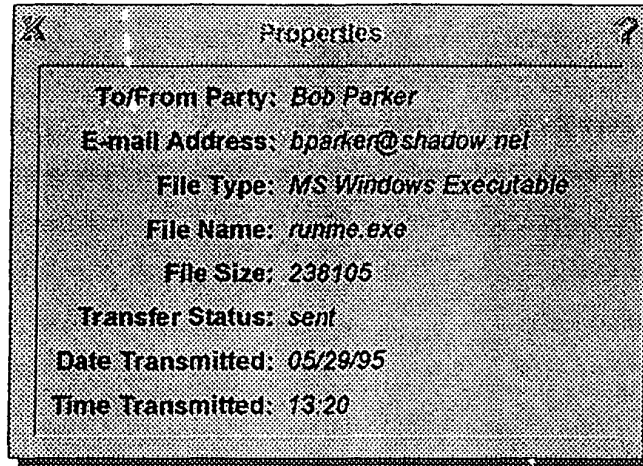 X Properties ?
To/From Party: Bob Parker
E-mail Address: bparker@shadow.net
File Type: MS Windows Executable
File Name: runme.exe
File Size: 238105
Transfer Status: sent
Date Transmitted: 05/29/95
Time Transmitted: 13:20